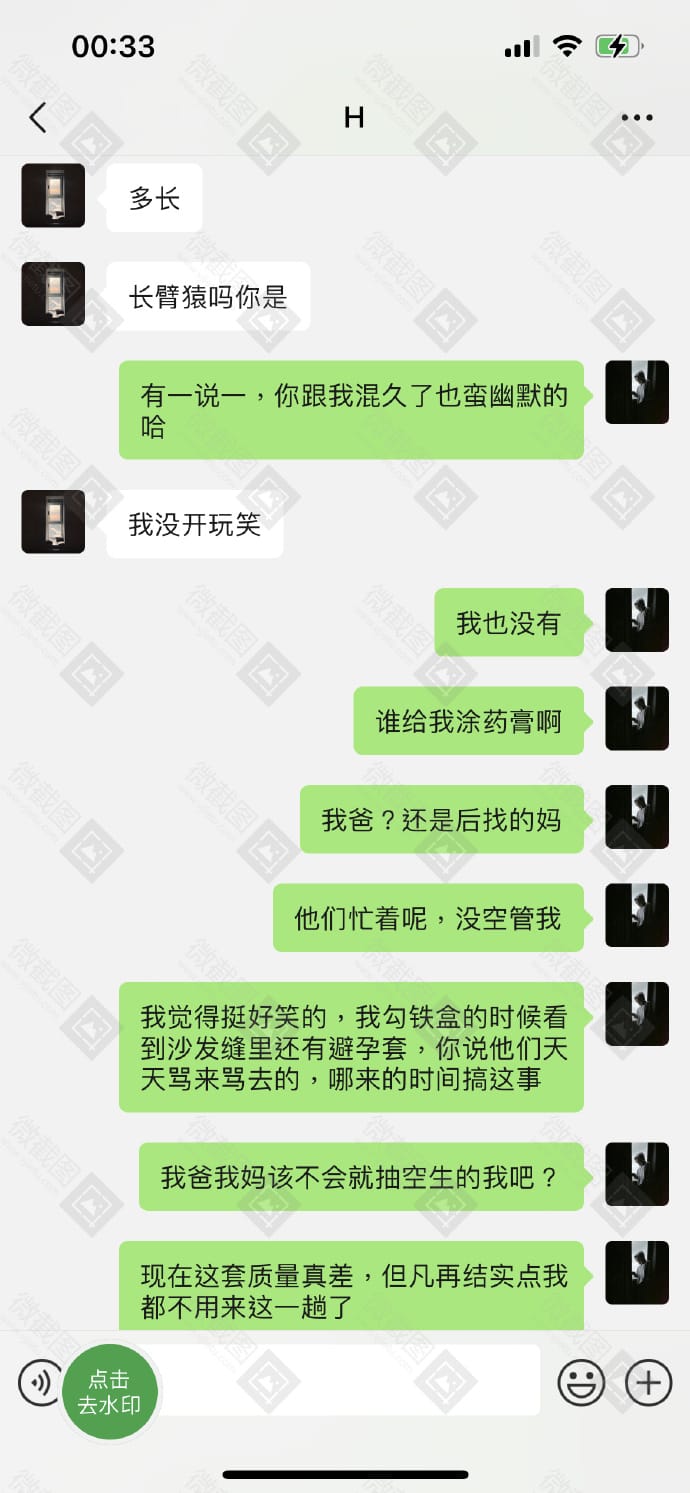 00:33
H
多长
长臂猿吗你是
有一说一，你跟我混久了也蛮幽默的
哈
我没开玩笑
我也没有
谁给我涂药膏啊
我爸？还是后找的妈
他们忙着呢，没空管我
我觉得挺好笑的，我勾铁盒的时候看
到沙发缝里还有避孕套，你说他们天
天骂来骂去的，哪来的时间搞这事
我爸我妈该不会就抽空生的我吧？
现在这套质量真差，但凡再结实点我
都不用来这一趟了
点击
去水印
微截图